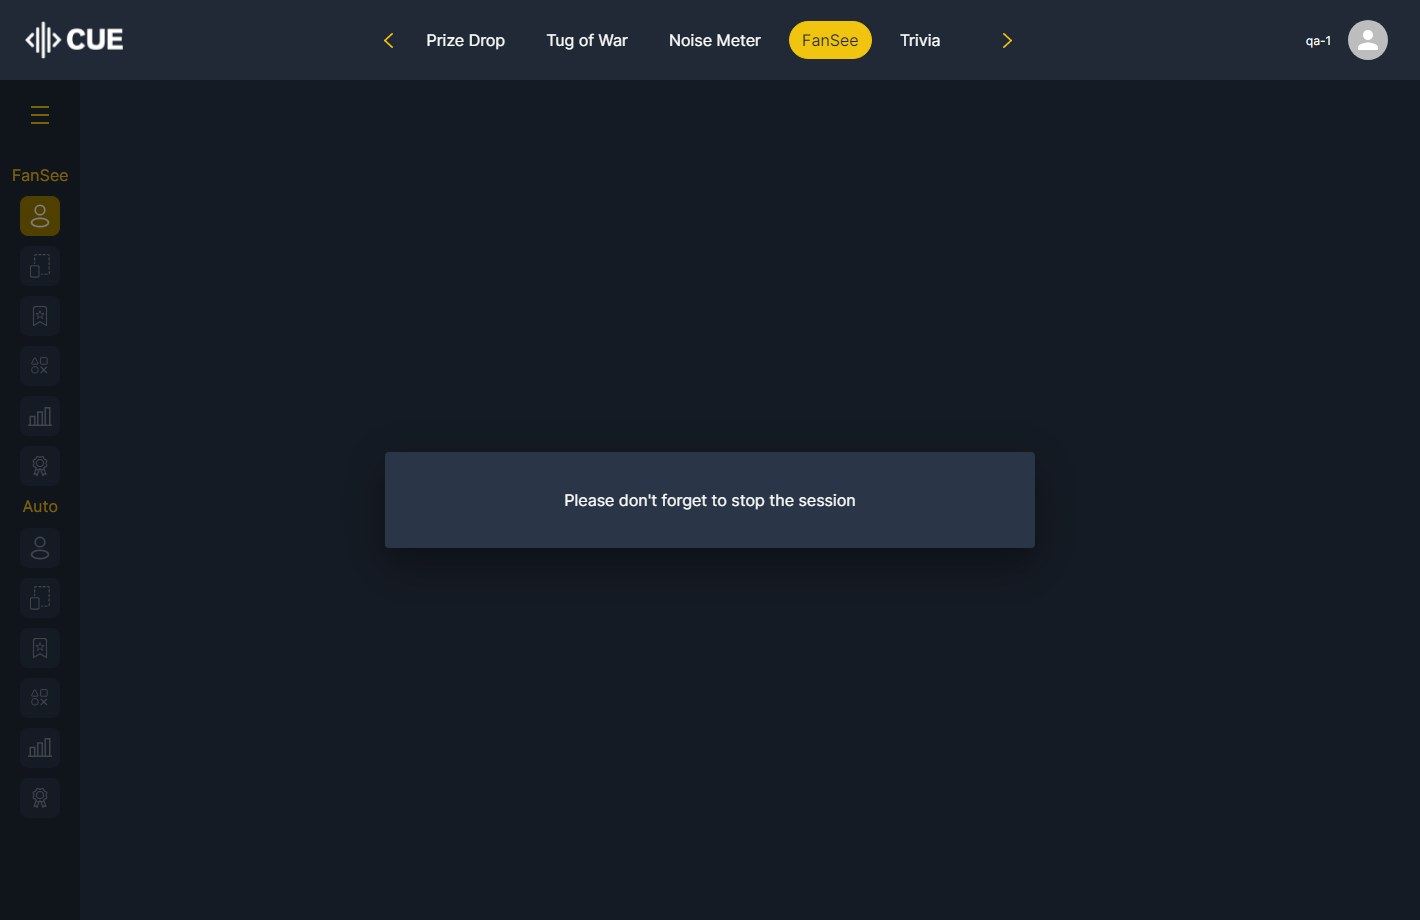 CUE
Prize Drop
Tug of War
Noise Meter
FanSee
Trivia
qa-1
FanSee
Auto
Please don't forget to stop the session